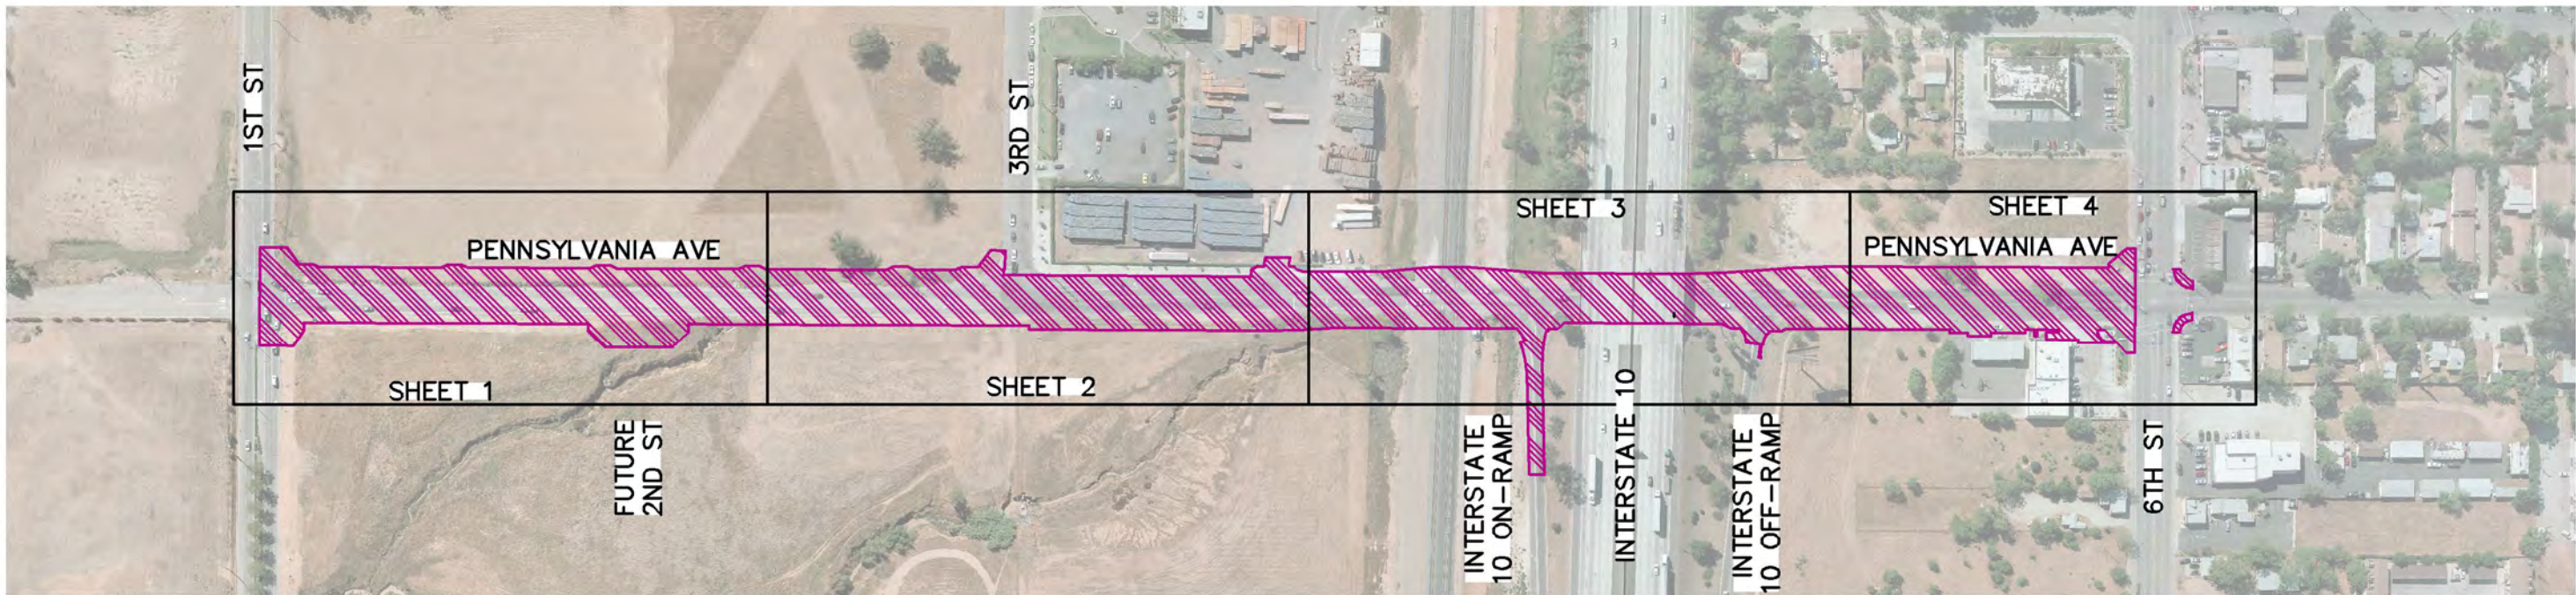 1ST ST
3RD ST
SHEET 3
SHEET 4
PENNSYLVANIA AVE
PENNSYLVANIA AVE
SHEET 1
SHEET 2
FUTURE
2ND ST
INTERSTATE
10 ON-RAMP
INTERSTATE 10
INTERSTATE
10 OFF-RAMP
6TH ST